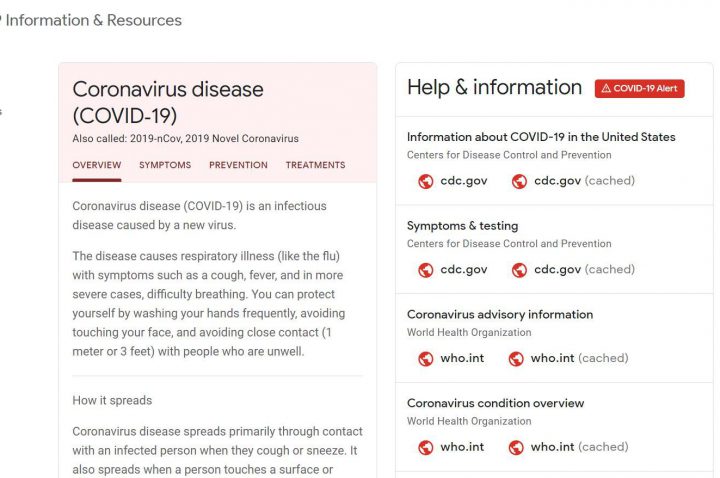 Information & Resources
Coronavirus disease
(COVID-19)
Also called: 2019-nCov, 2019 Novel Coronavirus
OVERVIEW SYMPTOMS PREVENTION TREATMENTS
Coronavirus disease (COVID-19) is an infectious
disease caused by a new virus.
The disease causes respiratory illness (like the flu)
with symptoms such as a cough, fever, and in more
severe cases, difficulty breathing. You can protect
yourself by washing your hands frequently, avoiding
touching your face, and avoiding close contact (1
meter or 3 feet) with people who are unwell.
How it spreads
Coronavirus disease spreads primarily through contact
with an infected person when they cough or sneeze. It
also spreads when a person touches a surface or
Help & information COVID-19 Alert
Information about COVID-19 in the United States
Centers for Disease Control and Prevention
cdc.gov cdc.gov (cached)
Symptoms & testing
Centers for Disease Control and Prevention
cdc.gov cdc.gov (cached)
Coronavirus advisory information
World Health Organization
who.int who.int (cached)
Coronavirus condition overview
World Health Organization
who.int who.int (cached)